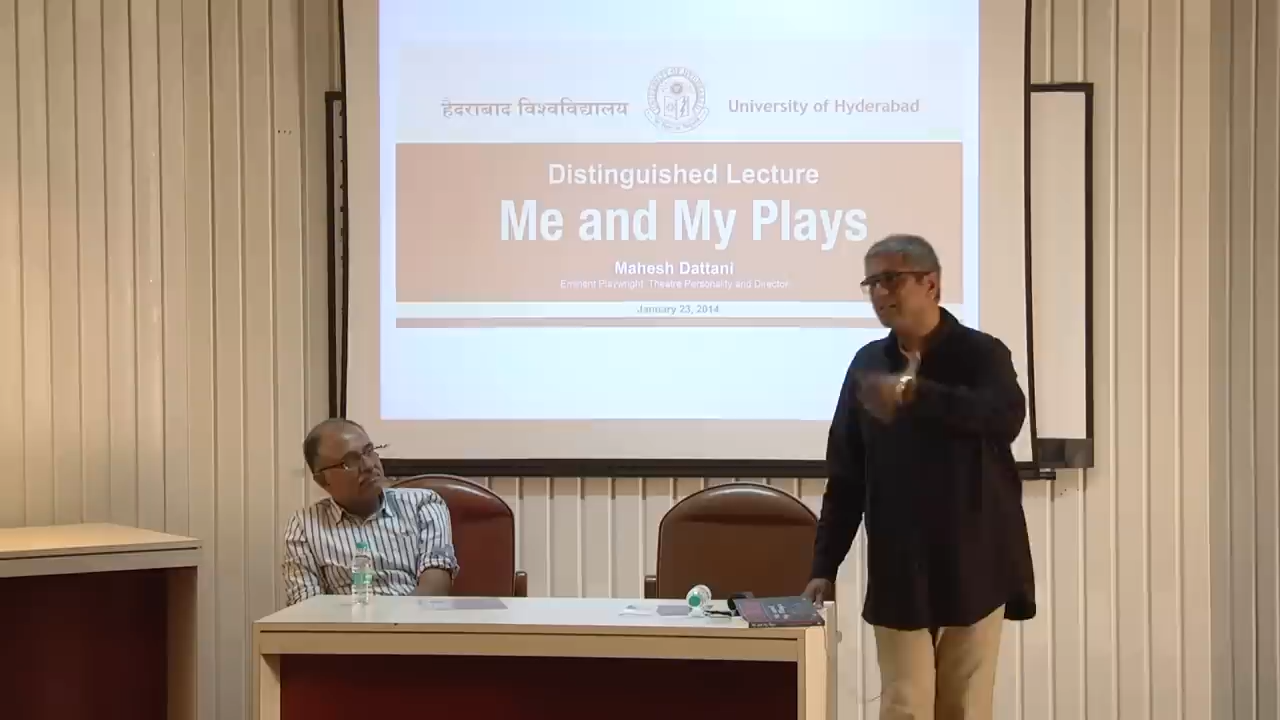 हैदराबाद विश्वविद्यालय
University of Hyderabad
Distinguished Lecture
Me and My Plays
Mahesh Dattani
Eminent Playwright, Theatre Personality and Director
January 23, 2014